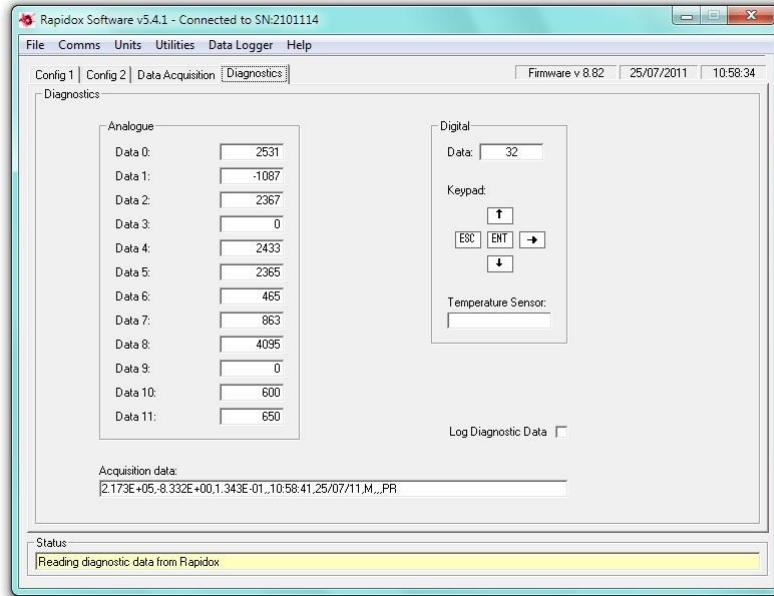 Rapidox Software v5.4.1 - Connected to SN:2101114
File Comms Units Utilities Data Logger Help
Config 1 Config 2 Data Acquisition Diagnostics Firmware v 8.82 25/07/2011 10:58:34
Diagnostics
Analogue
Data 0: 2531
Data 1: -1087
Data 2: 2367
Data 3: 0
Data 4: 2433
Data 5: 2365
Data 6: 465
Data 7: 863
Data 8: 4095
Data 9: 0
Data 10: 600
Data 11: 650
Digital
Data: 32
Keypad:
↑
ESC ENT →
↓
Temperature Sensor:
Log Diagnostic Data
Acquisition data:
2.173E+05,-8.332E+00,1.343E-01,,10:58:41,25/07/11,M,,,PR
Status
Reading diagnostic data from Rapidox